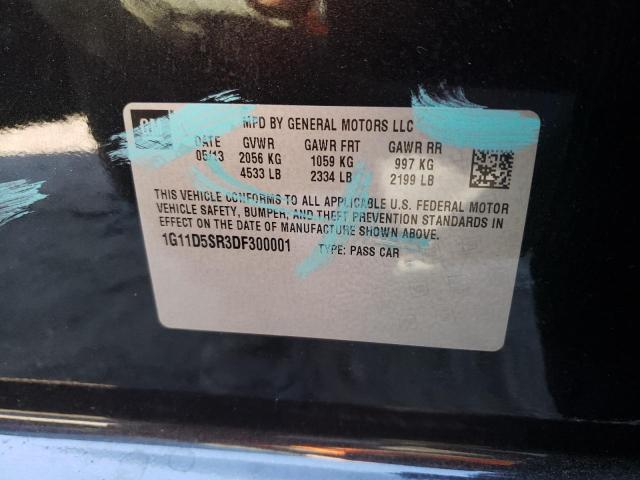 GM MFD BY GENERAL MOTORS LLC
DATE GVWR GAWR FRT GAWR RR
05/13 2056 KG 1059 KG 997 KG
4533 LB 2334 LB 2199 LB
THIS VEHICLE CONFORMS TO ALL APPLICABLE U.S. FEDERAL MOTOR
VEHICLE SAFETY, BUMPER, AND THEFT PREVENTION STANDARDS IN
EFFECT ON THE DATE OF MANUFACTURE SHOWN ABOVE.
1G11D5SR3DF300001 TYPE: PASS CAR